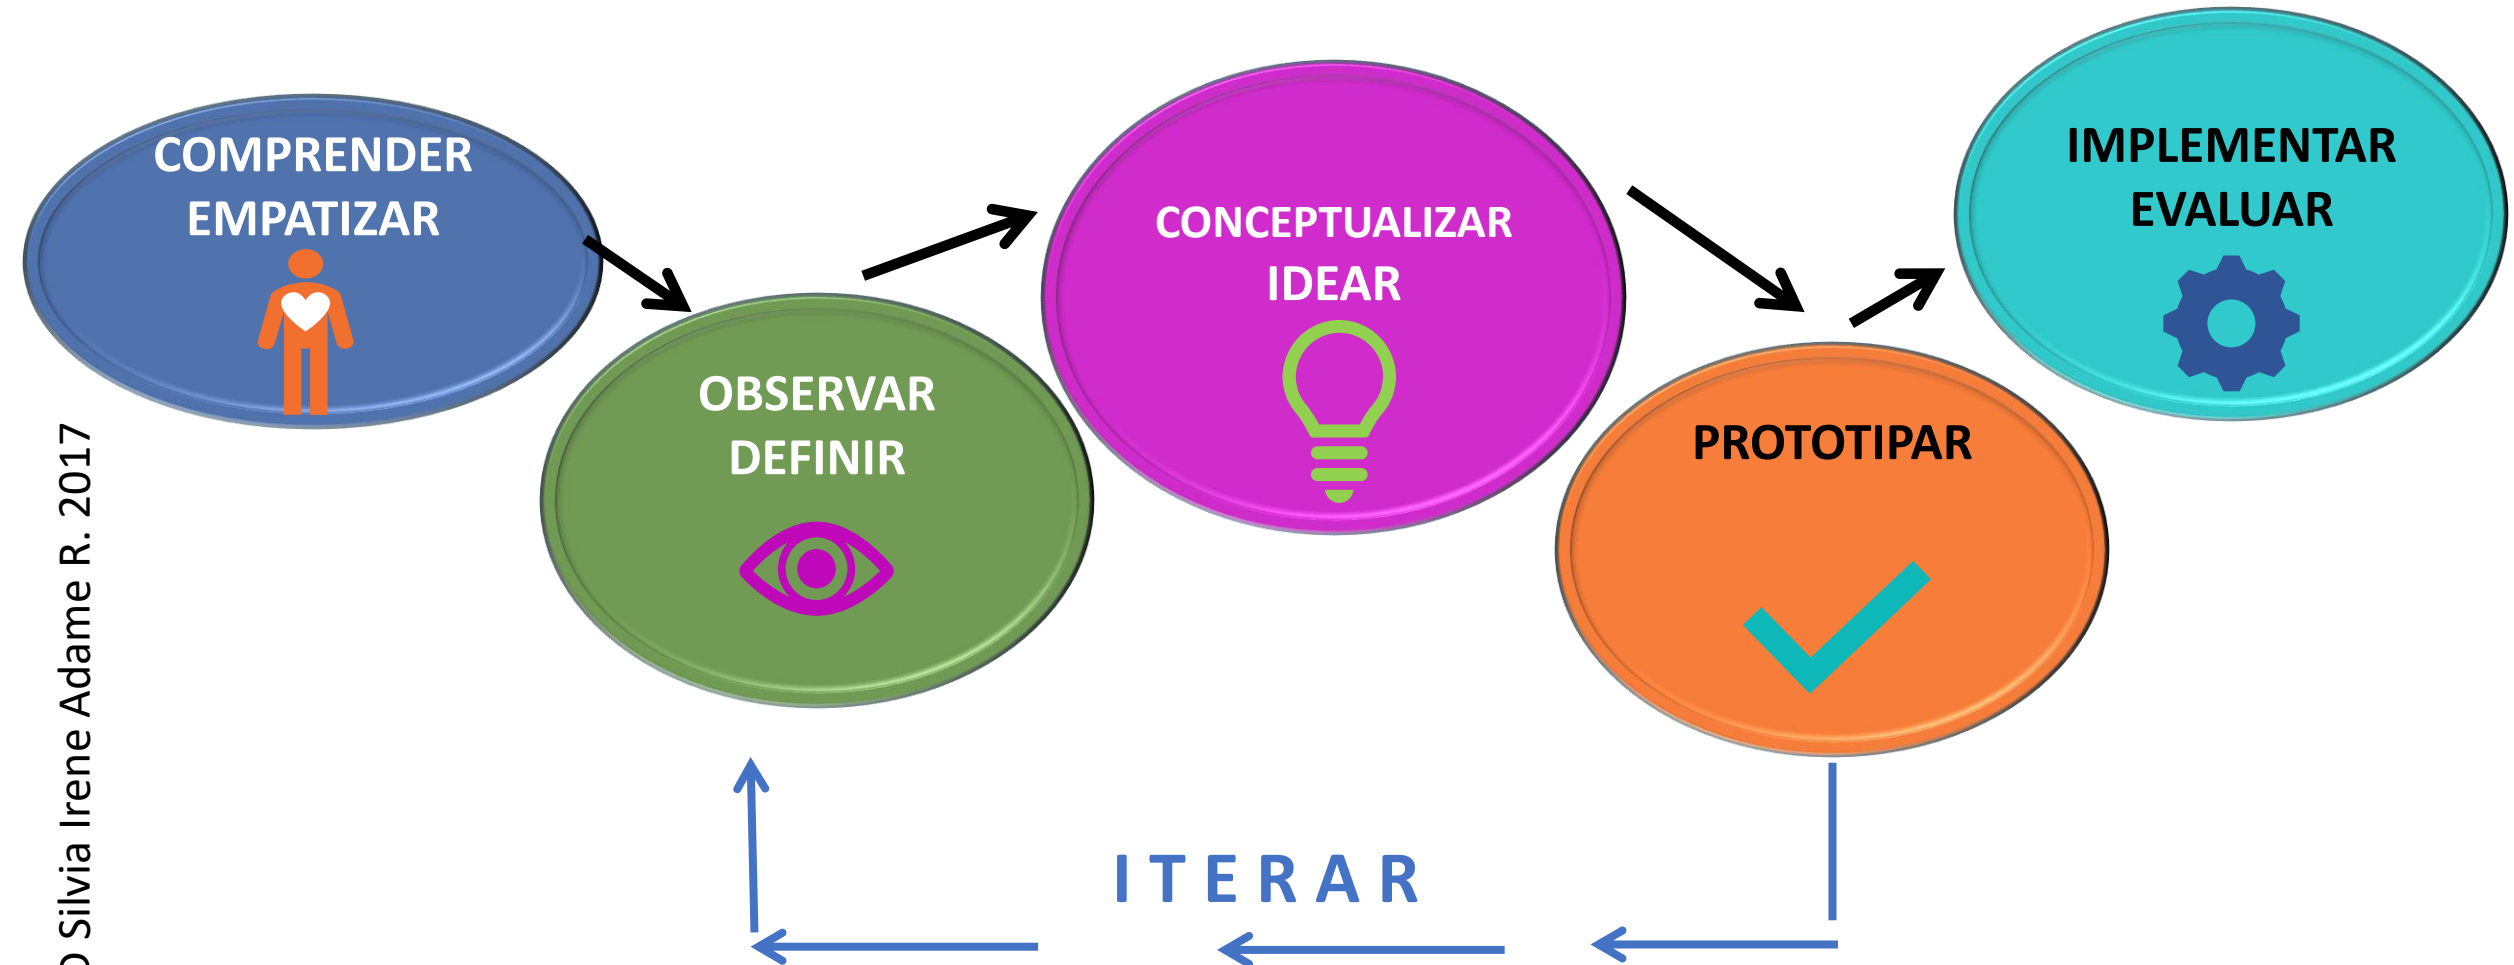 COMPRENDER
EMPATIZAR
OBSERVAR
DEFINIR
CONCEPTUALIZAR
IDEAR
PROTOTIPAR
IMPLEMENTAR
EVALUAR
ITERAR
Silvia Irene Adame R. 2017